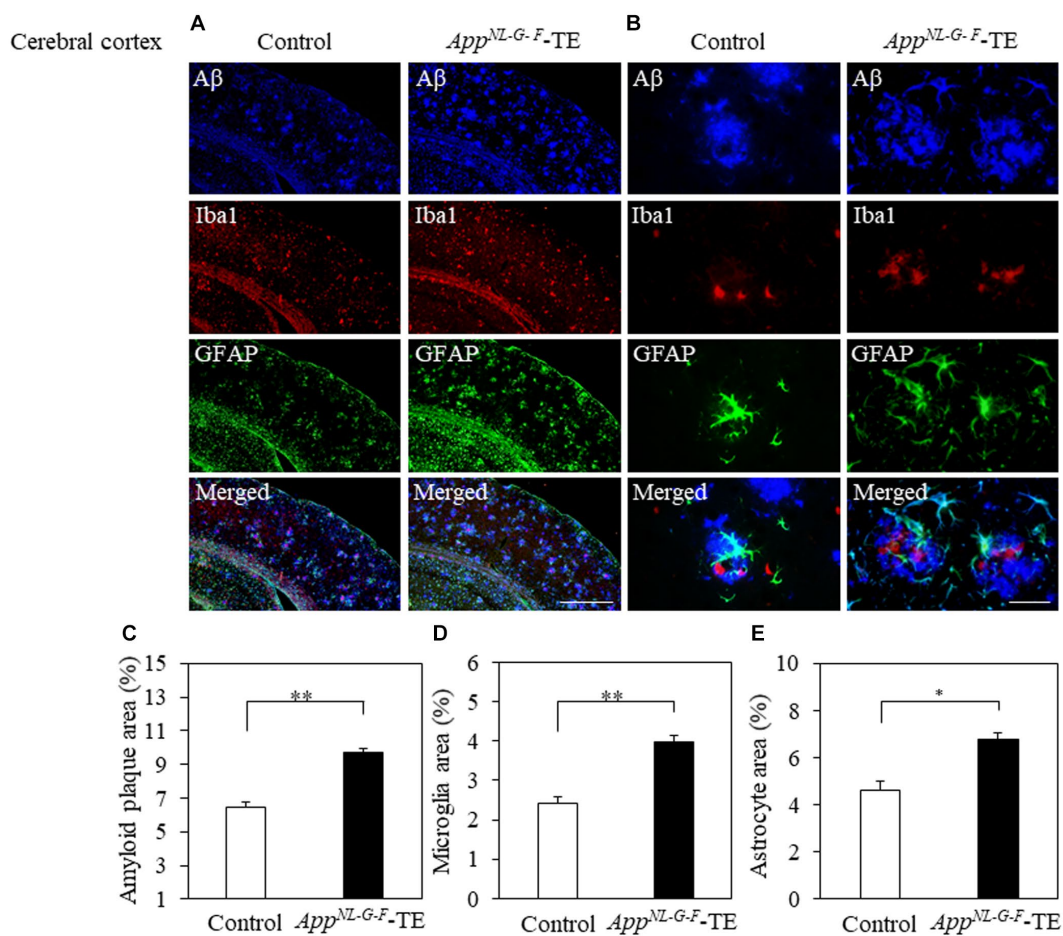 A
B
Cerebral cortex
Control
App^NL-G- F-TE
Control
App^NL-G- F-TE
Aβ
Aβ
Aβ
Aβ
Iba1
Iba1
Iba1
Iba1
GFAP
GFAP
GFAP
GFAP
Merged
Merged
Merged
Merged
C
Amyloid plaque area (%)
15
13
11
9
7
5
3
1
**
Control
App^NL-G-F-TE
D
Microglia area (%)
6
5
4
3
2
1
0
**
Control
App^NL-G-F-TE
E
Astrocyte area (%)
10
8
6
4
2
0
*
Control
App^NL-G-F-TE